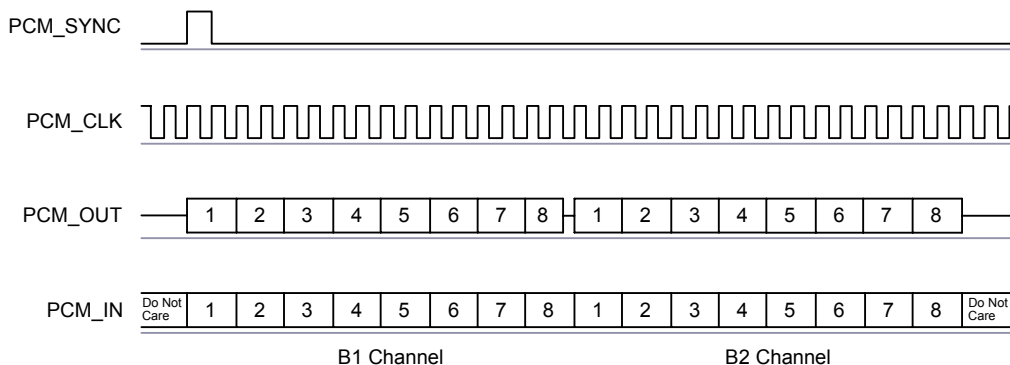 PCM_SYNC
PCM_CLK
PCM_OUT 1 2 3 4 5 6 7 8 1 2 3 4 5 6 7 8
PCM_IN Do Not Care 1 2 3 4 5 6 7 8 1 2 3 4 5 6 7 8 Do Not Care
B1 Channel B2 Channel